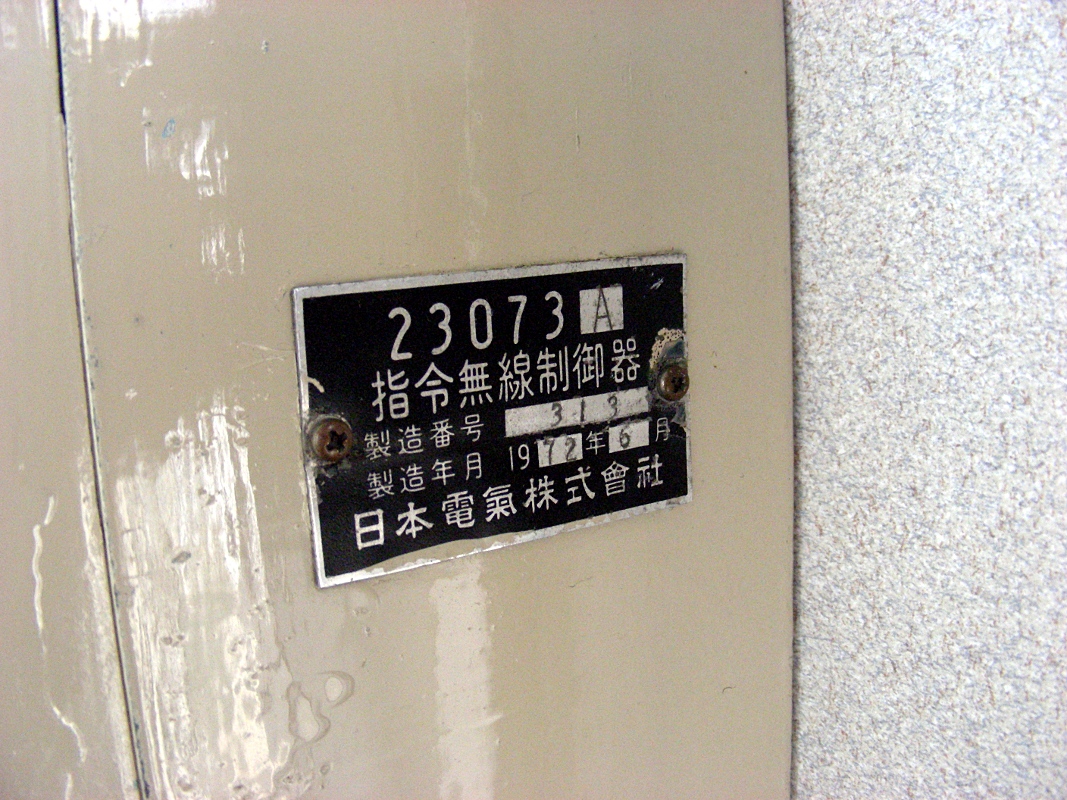 23073 A
指令無線制御器
製造番号 313
製造年月 1972年6月
日本電氣株式會社